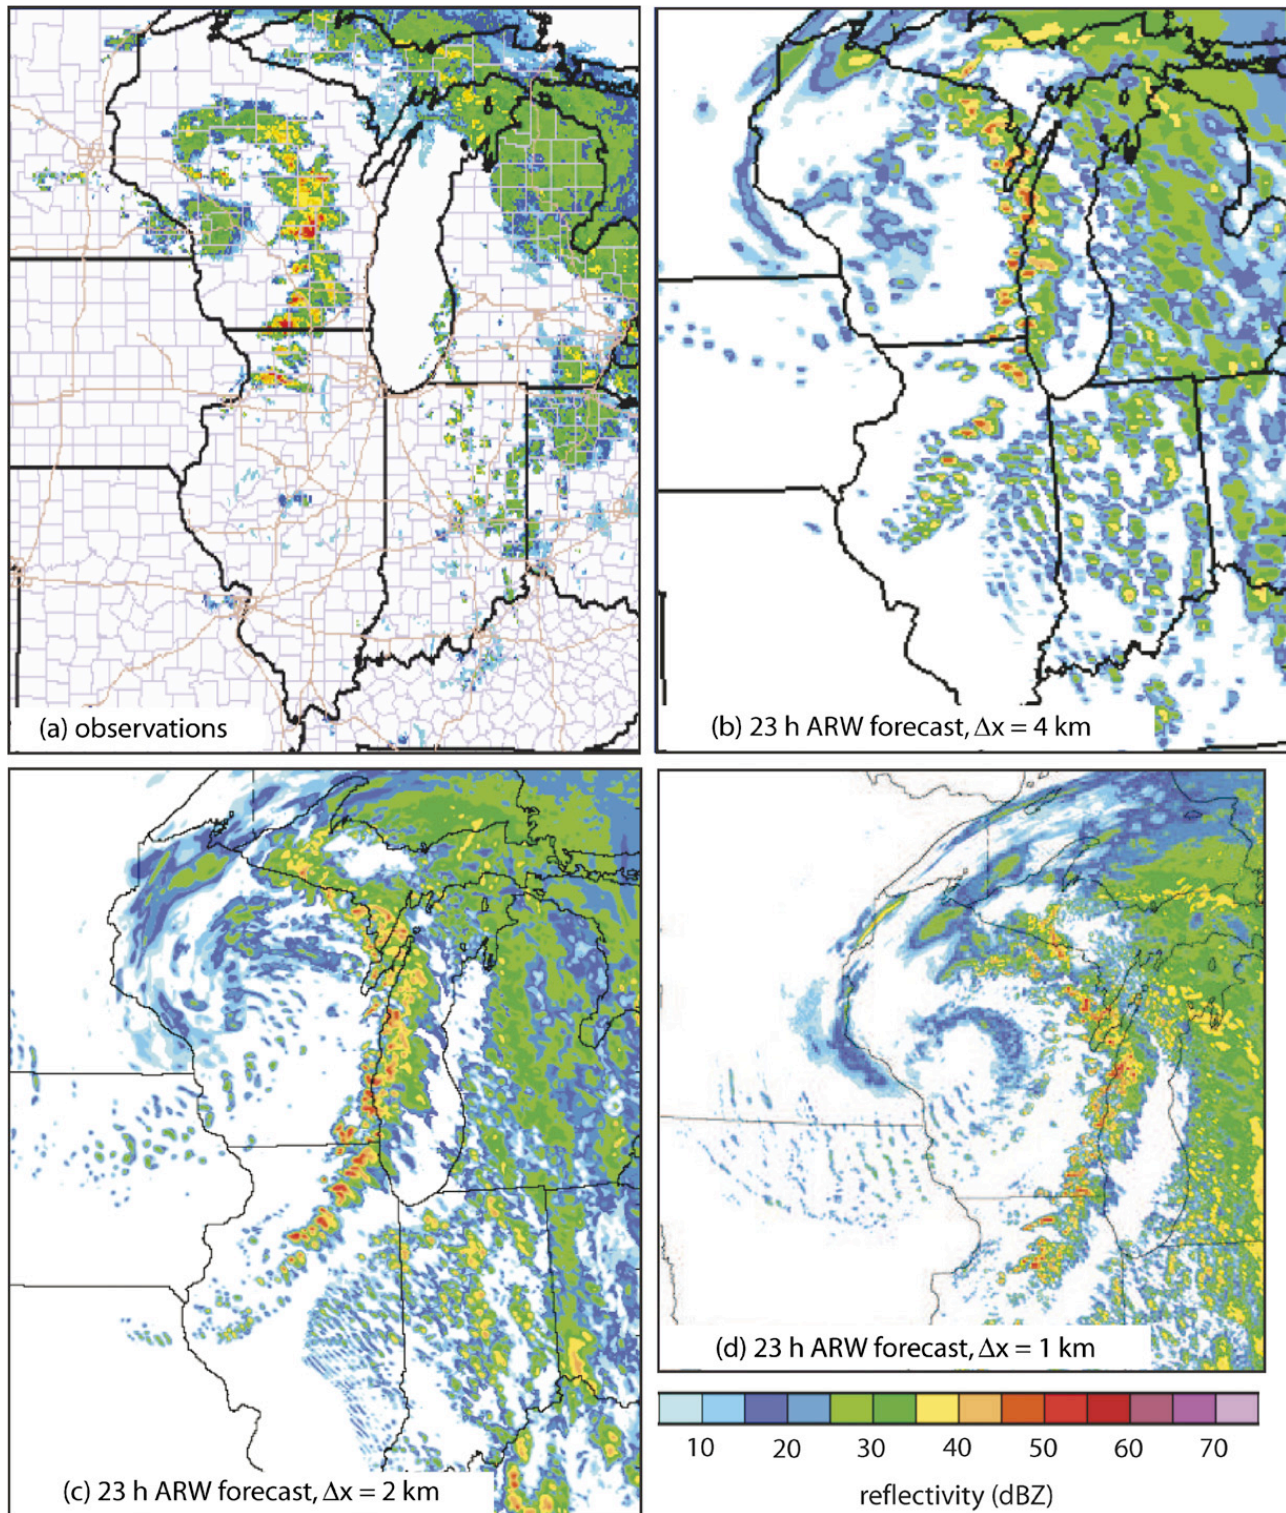 (a) observations
(b) 23 h ARW forecast, Δx = 4 km
(c) 23 h ARW forecast, Δx = 2 km
(d) 23 h ARW forecast, Δx = 1 km
10 20 30 40 50 60 70
reflectivity (dBZ)